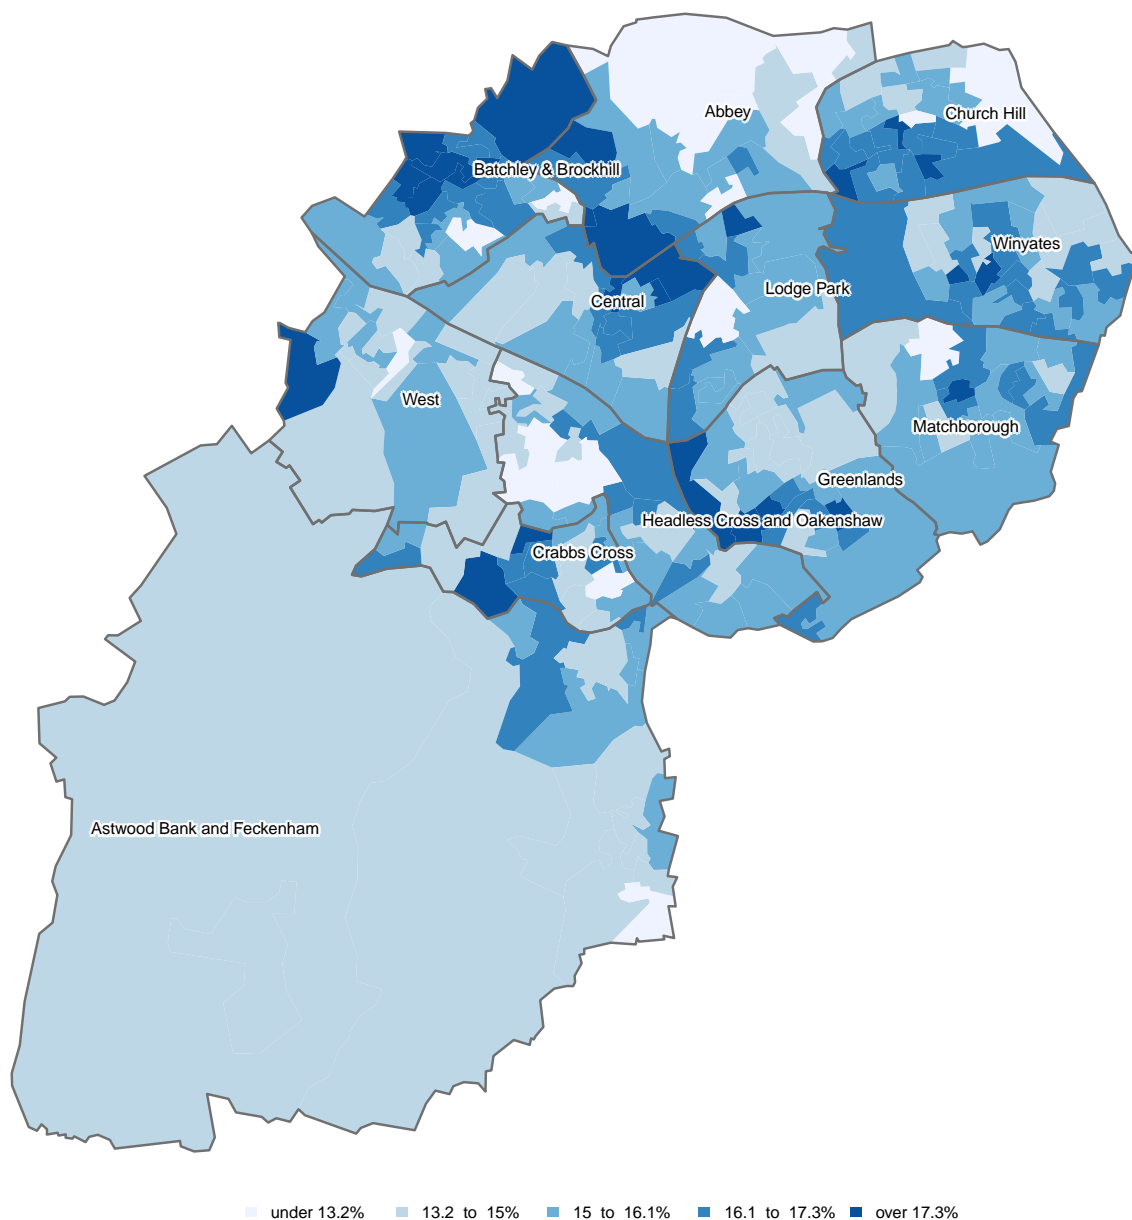 Abbey
Church Hill
Batchley & Brockhill
Winyates
Lodge Park
Central
West
Matchborough
Greenlands
Headless Cross and Oakenshaw
Crabbs Cross
Astwood Bank and Feckenham
under 13.2% 13.2 to 15% 15 to 16.1% 16.1 to 17.3% over 17.3%